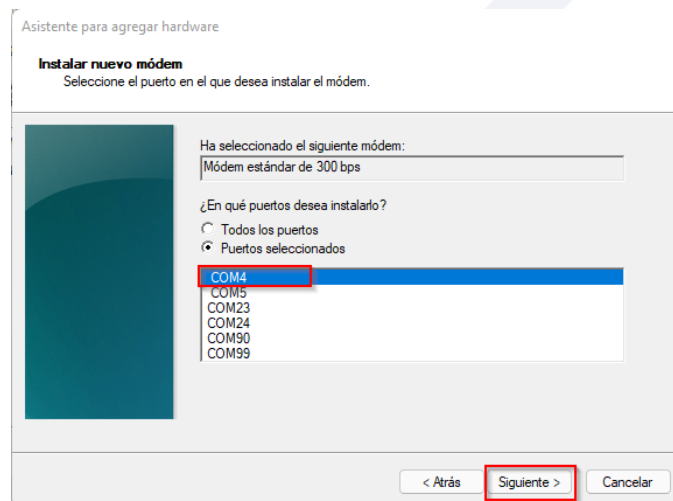 Asistente para agregar hardware
Instalar nuevo módem
Seleccione el puerto en el que desea instalar el módem.
Ha seleccionado el siguiente módem:
Módem estándar de 300 bps
¿En qué puertos desea instalarlo?
Todos los puertos
Puertos seleccionados
COM4
COM5
COM23
COM24
COM90
COM99
< Atrás Siguiente > Cancelar